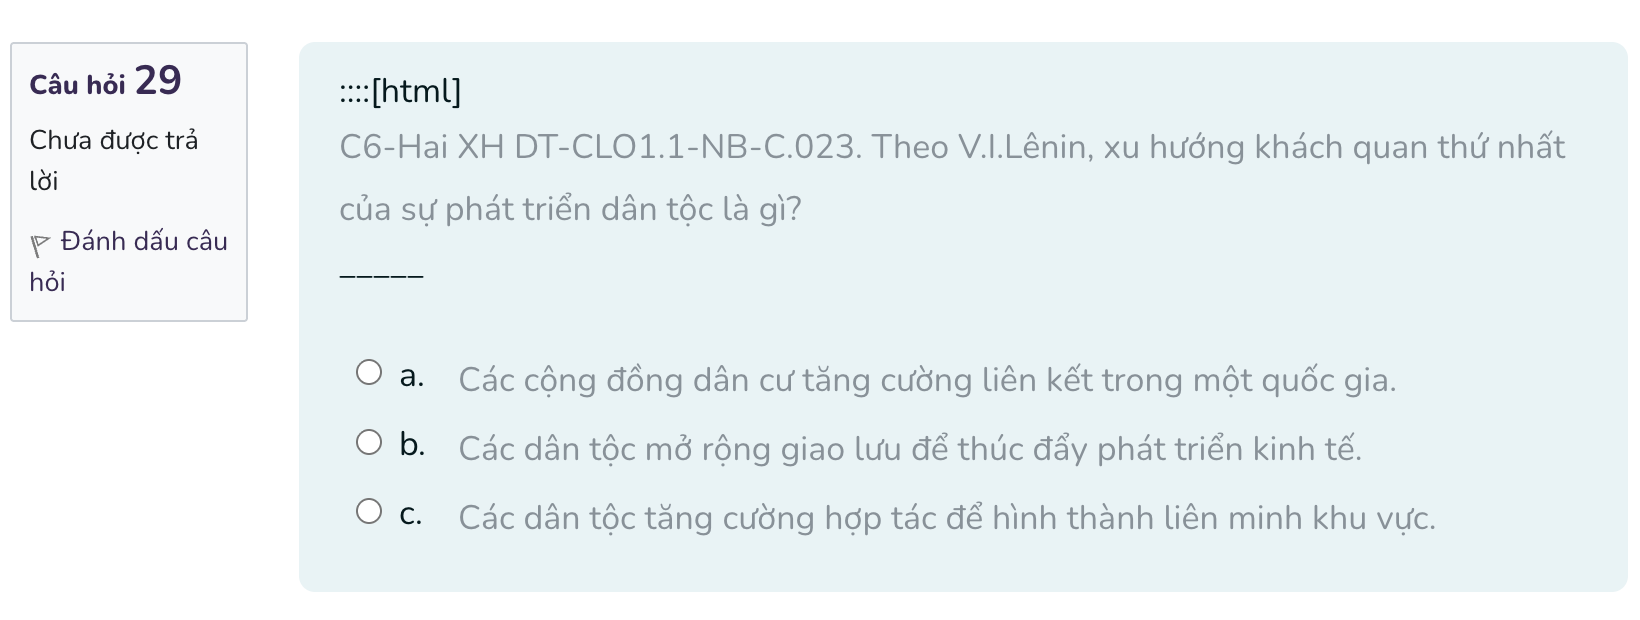 Câu hỏi 29
Chưa được trả
lời
Đánh dấu câu
hỏi
::::[html]
C6-Hai XH DT-CLO1.1-NB-C.023. Theo V.I.Lênin, xu hướng khách quan thứ nhất
của sự phát triển dân tộc là gì?
_____
a. Các cộng đồng dân cư tăng cường liên kết trong một quốc gia.
b. Các dân tộc mở rộng giao lưu để thúc đẩy phát triển kinh tế.
c. Các dân tộc tăng cường hợp tác để hình thành liên minh khu vực.